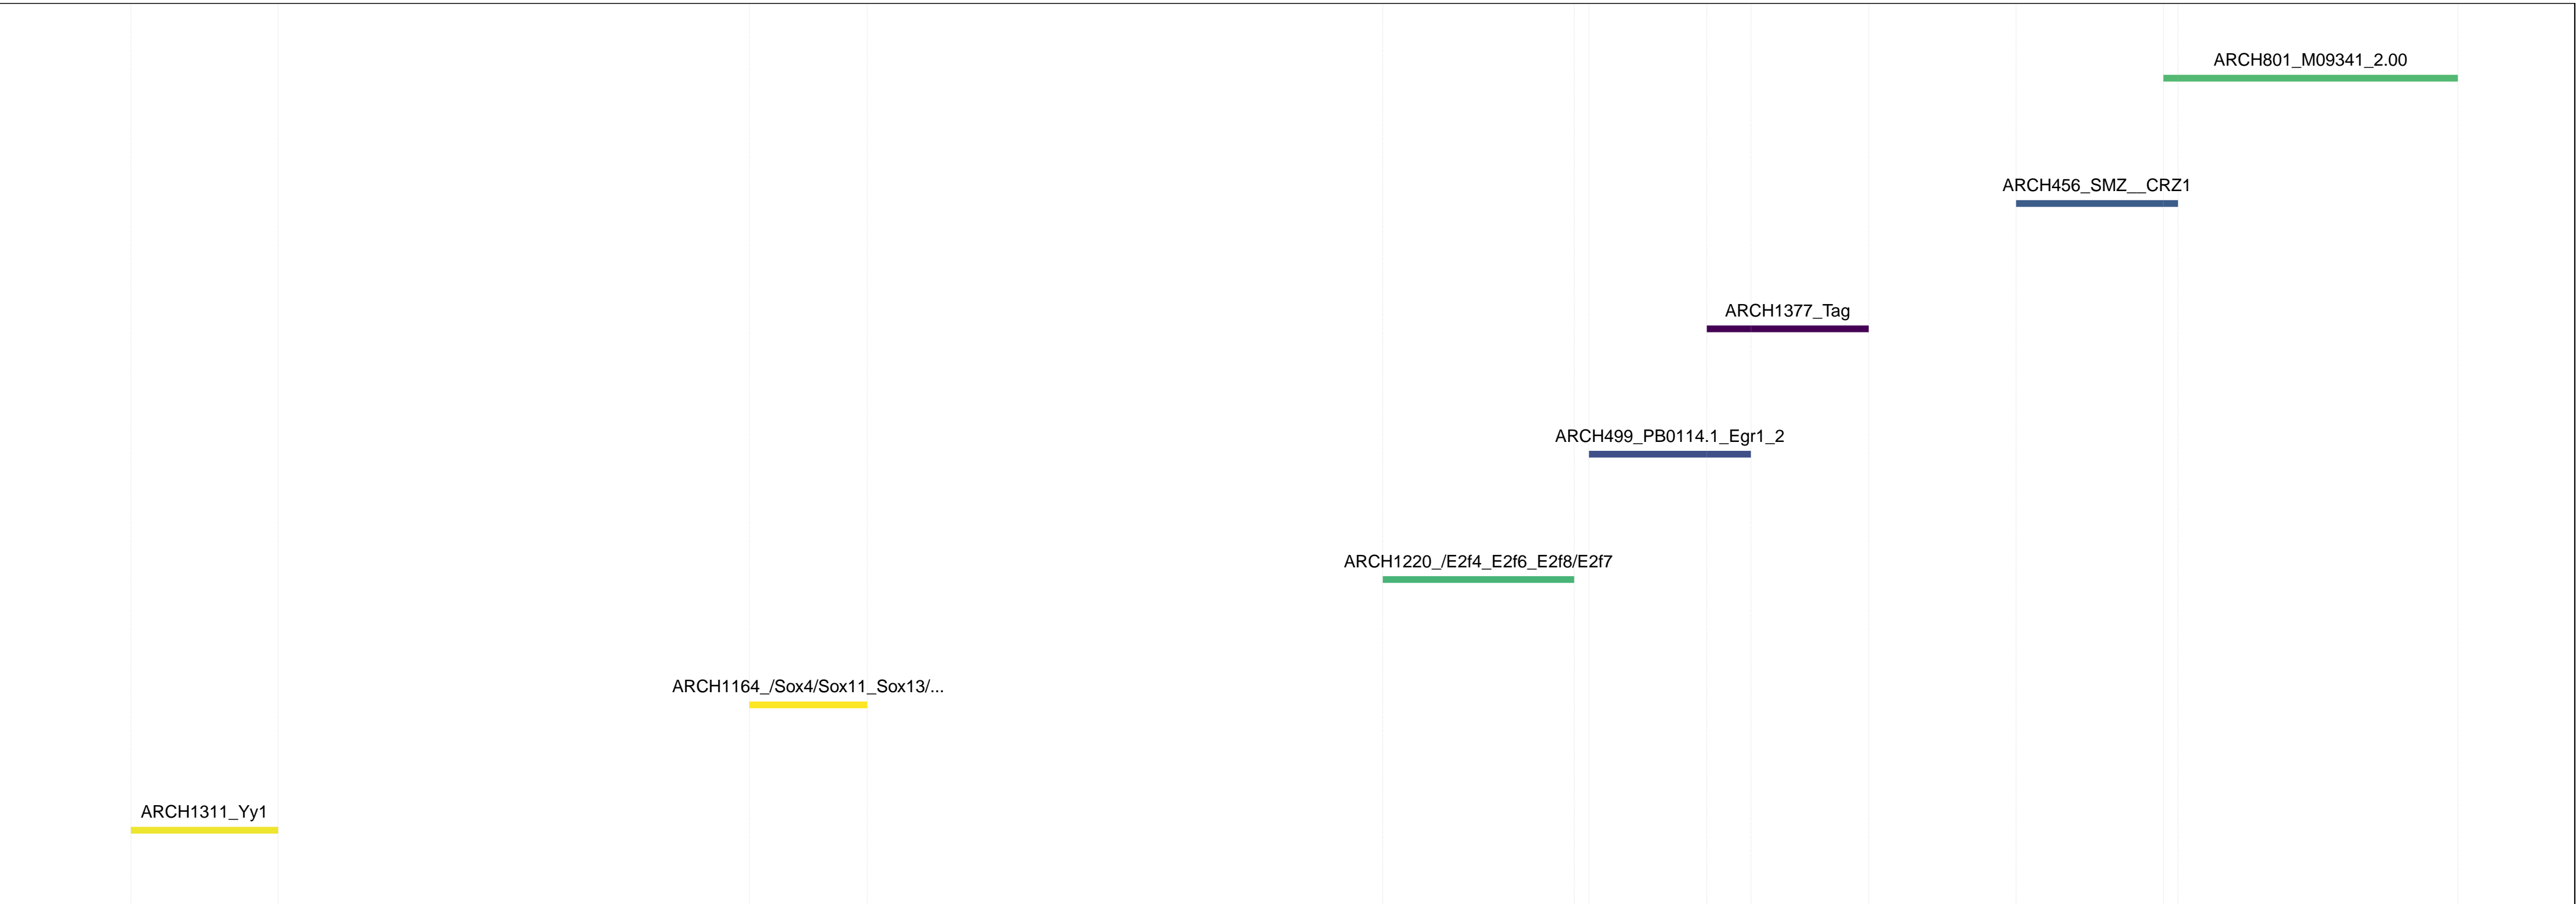 ARCH801_M09341_2.00
ARCH456_SMZ__CRZ1
ARCH1377_Tag
ARCH499_PB0114.1_Egr1_2
ARCH1220_/E2f4_E2f6_E2f8/E2f7
ARCH1164_/Sox4/Sox11_Sox13/...
ARCH1311_Yy1